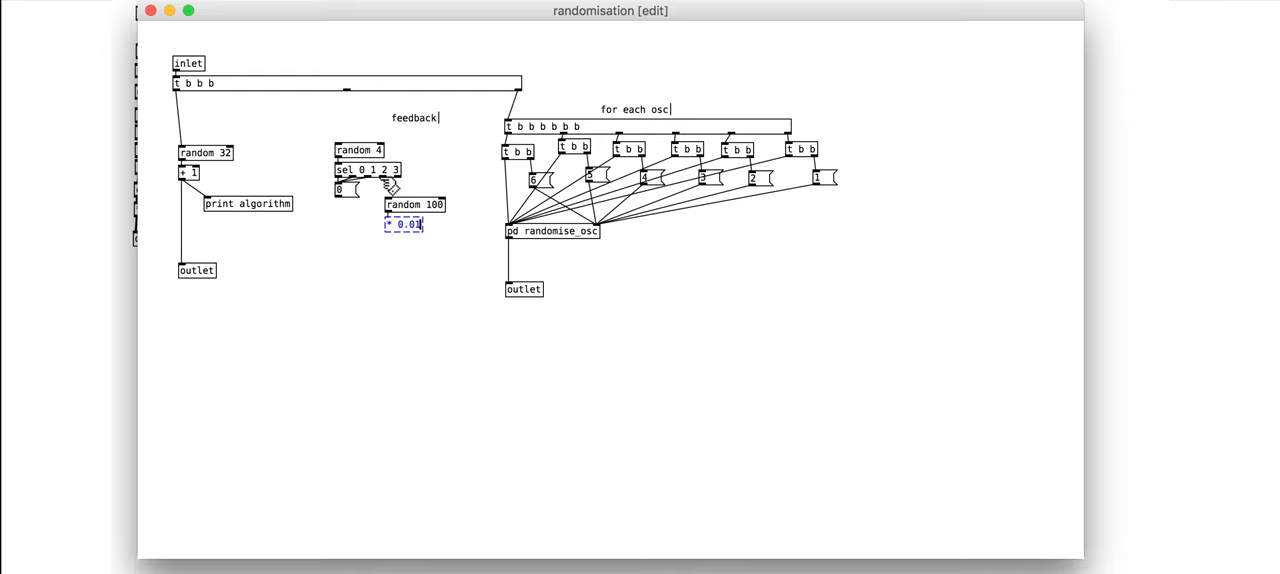 randomisation [edit]
inlet
t b b b
for each osc
feedback
t b b b b b b
random 32
random 4
t b b
t b b
t b b
t b b
t b b
t b b
+ 1
sel 0 1 2 3
0
6
5
4
3
2
1
print algorithm
random 100
* 0.01
pd randomise_osc
outlet
outlet